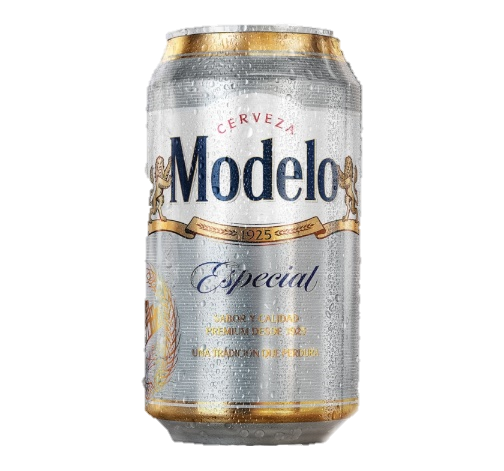 CERVEZA
Modelo
1925
Especial
SABOR Y CALIDAD
PREMIUM DESDE 1925
UNA TRADICIÓN QUE PERDURA